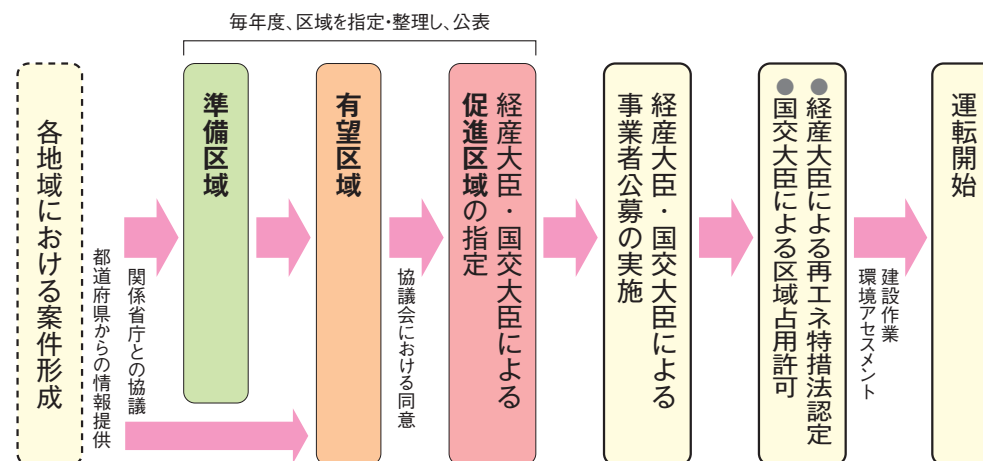 毎年度、区域を指定・整理し、公表
各地域における案件形成
都道府県からの情報提供
関係省庁との協議
準備区域
有望区域
協議会における同意
経産大臣・国交大臣による
促進区域の指定
経産大臣・国交大臣による
事業者公募の実施
●経産大臣による再エネ特措法認定
●国交大臣による区域占用許可
建設作業
環境アセスメント
運転開始